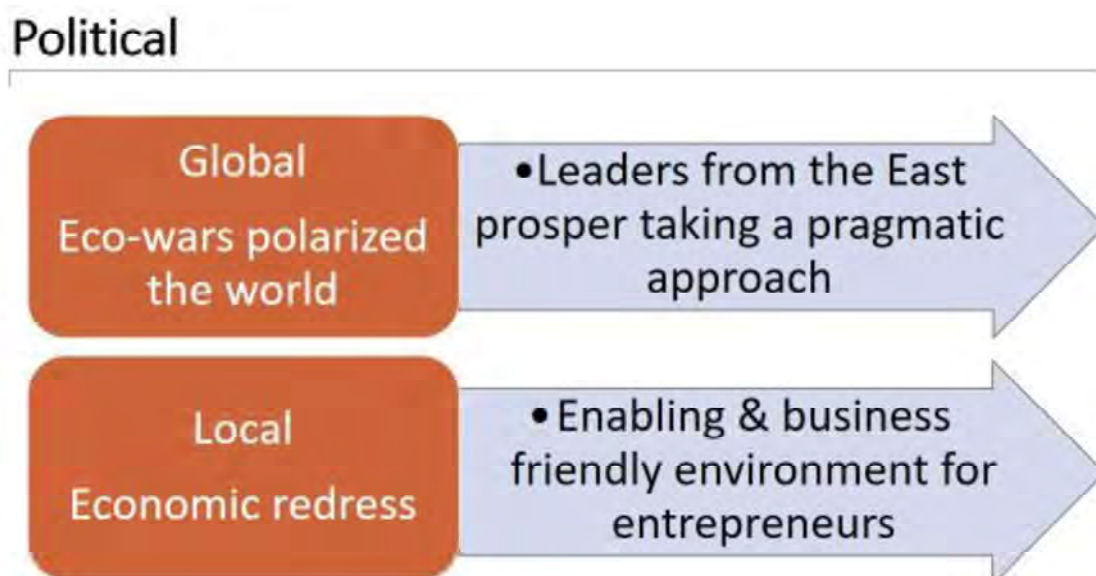 Political
Global
Eco-wars polarized
the world
•Leaders from the East
prosper taking a pragmatic
approach
Local
Economic redress
• Enabling & business
friendly environment for
entrepreneurs